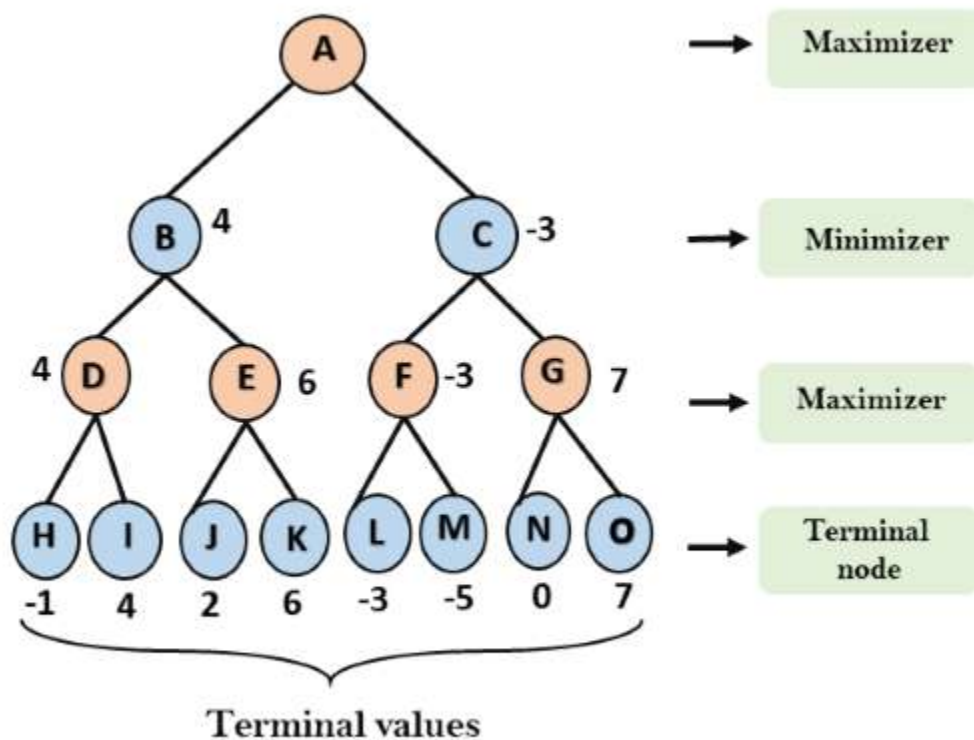 A
Maximizer
B 4
C -3
Minimizer
4 D
E 6
F -3
G 7
Maximizer
H I J K L M N O
Terminal
node
-1 4 2 6 -3 -5 0 7
Terminal values